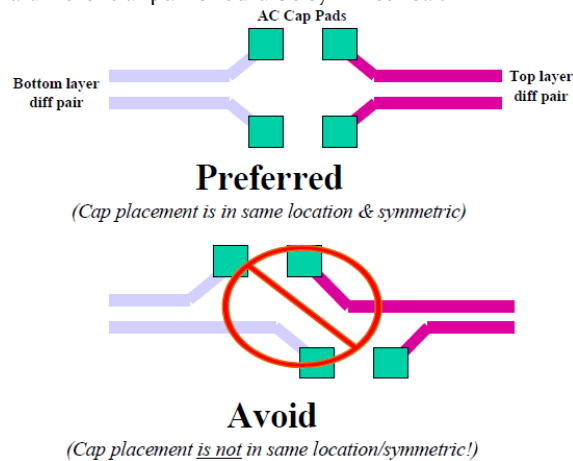 AC Cap Pads
Bottom layer
diff pair
Top layer
diff pair
Preferred
(Cap placement is in same location & symmetric)
Avoid
(Cap placement is not in same location/symmetric!)